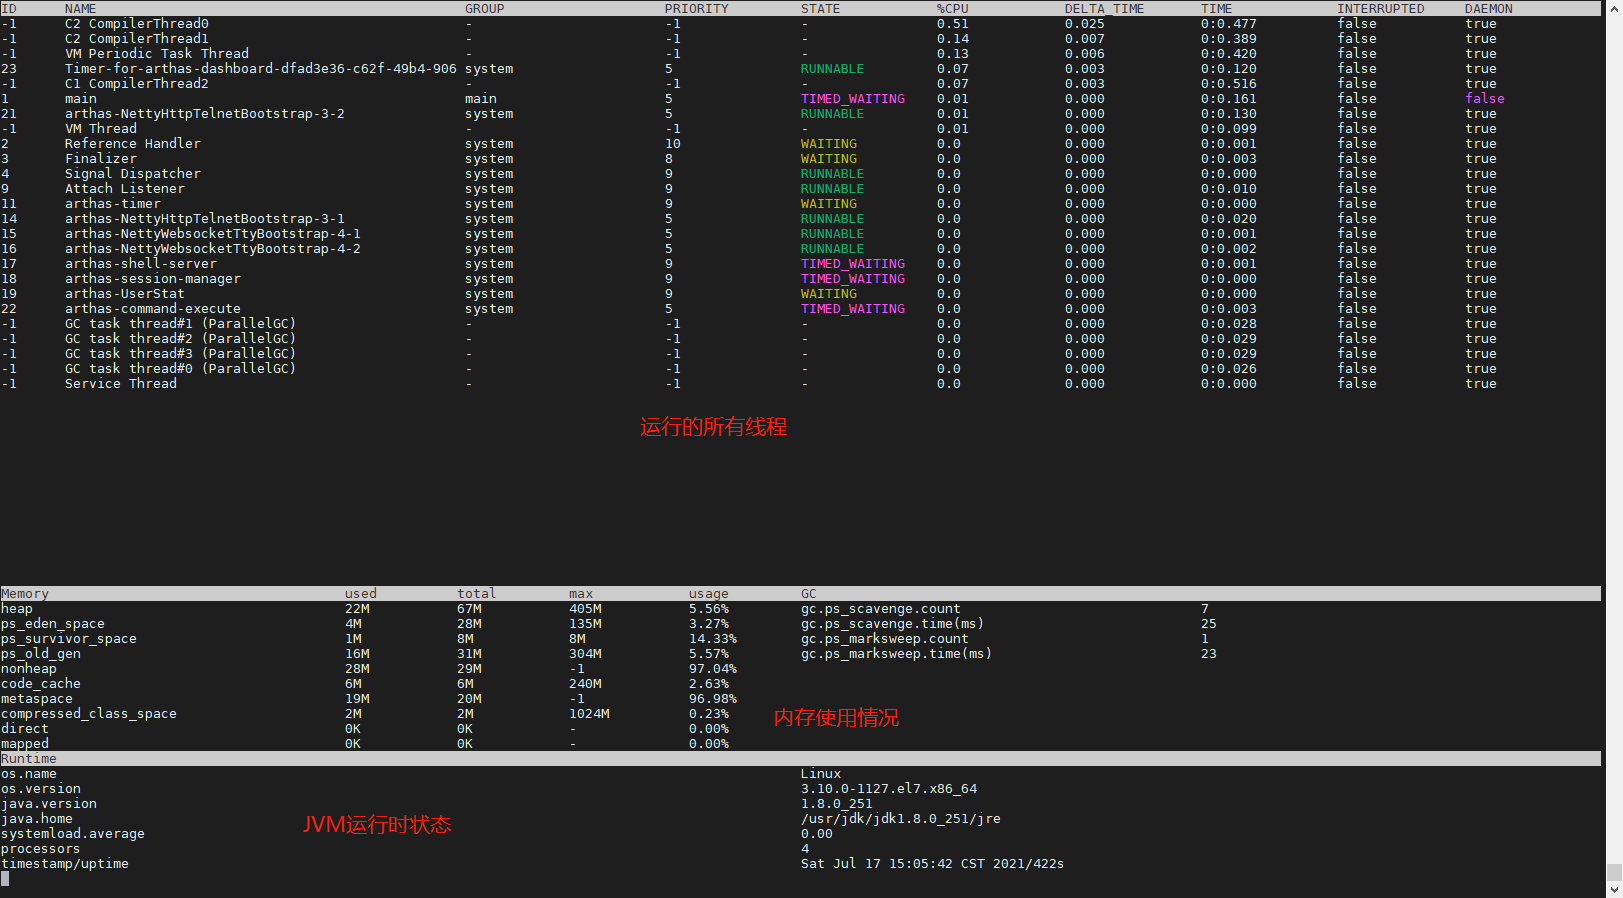 ID NAME GROUP PRIORITY STATE %CPU DELTA_TIME TIME INTERRUPTED DAEMON
-1 C2 CompilerThread0 - -1 - 0.51 0.025 0:0.477 false true
-1 C2 CompilerThread1 - -1 - 0.14 0.007 0:0.389 false true
-1 VM Periodic Task Thread - -1 - 0.13 0.006 0:0.420 false true
23 Timer-for-arthas-dashboard-dfad3e36-c62f-49b4-906 system 5 RUNNABLE 0.07 0.003 0:0.120 false true
-1 C1 CompilerThread2 - -1 - 0.07 0.003 0:0.516 false true
1 main main 5 TIMED_WAITING 0.01 0.000 0:0.161 false false
21 arthas-NettyHttpTelnetBootstrap-3-2 system 5 RUNNABLE 0.01 0.000 0:0.130 false true
-1 VM Thread - -1 - 0.01 0.000 0:0.099 false true
2 Reference Handler system 10 WAITING 0.0 0.000 0:0.001 false true
3 Finalizer system 8 WAITING 0.0 0.000 0:0.003 false true
4 Signal Dispatcher system 9 RUNNABLE 0.0 0.000 0:0.000 false true
9 Attach Listener system 9 RUNNABLE 0.0 0.000 0:0.010 false true
11 arthas-timer system 9 WAITING 0.0 0.000 0:0.000 false true
14 arthas-NettyHttpTelnetBootstrap-3-1 system 5 RUNNABLE 0.0 0.000 0:0.020 false true
15 arthas-NettyWebsocketTtyBootstrap-4-1 system 5 RUNNABLE 0.0 0.000 0:0.001 false true
16 arthas-NettyWebsocketTtyBootstrap-4-2 system 5 RUNNABLE 0.0 0.000 0:0.002 false true
17 arthas-shell-server system 9 TIMED_WAITING 0.0 0.000 0:0.001 false true
18 arthas-session-manager system 9 TIMED_WAITING 0.0 0.000 0:0.000 false true
19 arthas-UserStat system 9 WAITING 0.0 0.000 0:0.000 false true
22 arthas-command-execute system 5 TIMED_WAITING 0.0 0.000 0:0.003 false true
-1 GC task thread#1 (ParallelGC) - -1 - 0.0 0.000 0:0.028 false true
-1 GC task thread#2 (ParallelGC) - -1 - 0.0 0.000 0:0.029 false true
-1 GC task thread#3 (ParallelGC) - -1 - 0.0 0.000 0:0.029 false true
-1 GC task thread#0 (ParallelGC) - -1 - 0.0 0.000 0:0.026 false true
-1 Service Thread - -1 - 0.0 0.000 0:0.000 false true
运行的所有线程
Memory used total max usage GC
heap 22M 67M 405M 5.56% gc.ps_scavenge.count 7
ps_eden_space 4M 28M 135M 3.27% gc.ps_scavenge.time(ms) 25
ps_survivor_space 1M 8M 8M 14.33% gc.ps_marksweep.count 1
ps_old_gen 16M 31M 304M 5.57% gc.ps_marksweep.time(ms) 23
nonheap 28M 29M -1 97.04%
code_cache 6M 6M 240M 2.63%
metaspace 19M 20M -1 96.98%
compressed_class_space 2M 2M 1024M 0.23%
内存使用情况
direct 0K 0K - 0.00%
mapped 0K 0K - 0.00%
Runtime
os.name Linux
os.version 3.10.0-1127.el7.x86_64
java.version 1.8.0_251
java.home /usr/jdk/jdk1.8.0_251/jre
JVM运行时状态
systemload.average 0.00
processors 4
timestamp/uptime Sat Jul 17 15:05:42 CST 2021/422s